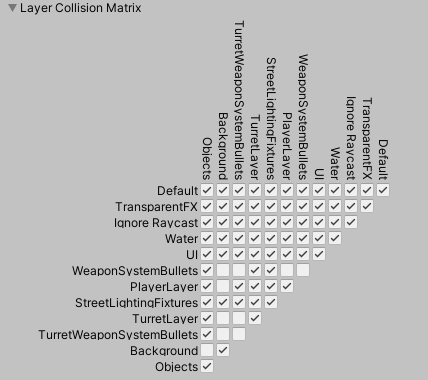 Layer Collision Matrix
Objects
Background
TurretWeaponSystemBullets
TurretLayer
StreetLightingFixtures
PlayerLayer
WeaponSystemBullets
UI
Water
Ignore Raycast
TransparentFX
Default
Default
TransparentFX
Ignore Raycast
Water
UI
WeaponSystemBullets
PlayerLayer
StreetLightingFixtures
TurretLayer
TurretWeaponSystemBullets
Background
Objects